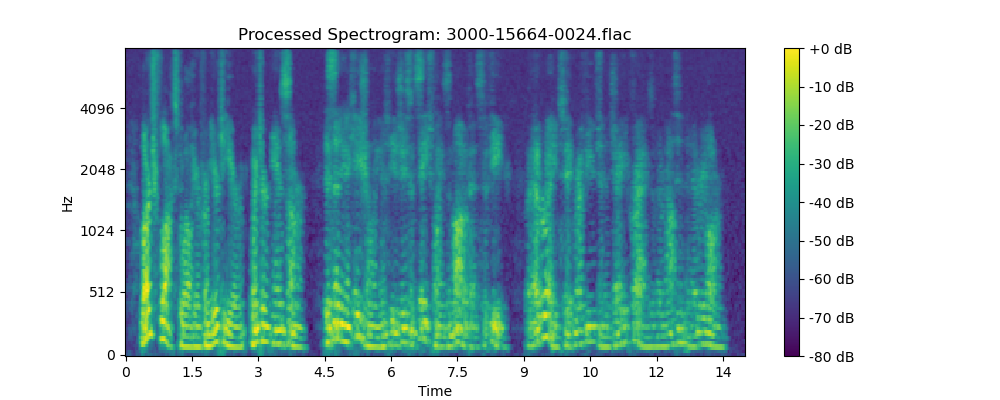 Processed Spectrogram: 3000-15664-0024.flac
Hz
4096
2048
1024
512
0
0 1.5 3 4.5 6 7.5 9 10 12 14
Time
+0 dB
-10 dB
-20 dB
-30 dB
-40 dB
-50 dB
-60 dB
-70 dB
-80 dB